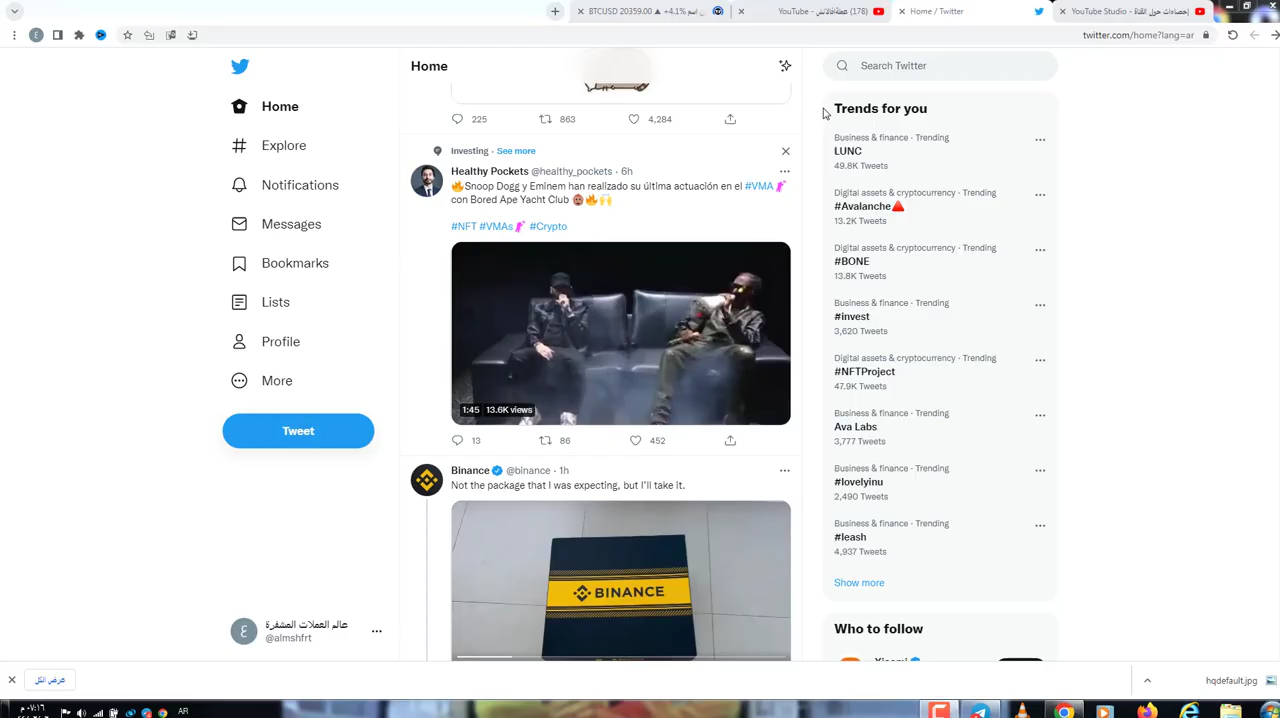 BTCUSD 20359.00 ▲ +4.1%
YouTube - (178)
Home / Twitter
YouTube Studio - إحصاءات حول القناة
twitter.com/home?lang=ar
Home
Explore
Notifications
Messages
Bookmarks
Lists
Profile
More
Tweet
عالم العملات المشفرة
@almshfrt
Home
225 863 4,284
Investing · See more
Healthy Pockets @healthy_pockets · 6h
🔥Snoop Dogg y Eminem han realizado su última actuación en el #VMA
con Bored Ape Yacht Club 🔥🙌
#NFT #VMAs #Crypto
1:45 13.6K views
13 86 452
Binance @binance · 1h
Not the package that I was expecting, but I'll take it.
BINANCE
Search Twitter
Trends for you
Business & finance · Trending
LUNC
49.8K Tweets
Digital assets & cryptocurrency · Trending
#Avalanche🔺
13.2K Tweets
Digital assets & cryptocurrency · Trending
#BONE
13.8K Tweets
Business & finance · Trending
#invest
3,620 Tweets
Digital assets & cryptocurrency · Trending
#NFTProject
47.9K Tweets
Business & finance · Trending
Ava Labs
3,777 Tweets
Business & finance · Trending
#lovelyinu
2,490 Tweets
Business & finance · Trending
#leash
4,937 Tweets
Show more
Who to follow
عرض الكل
hqdefault.jpg
٠٧:١٦ م
AR